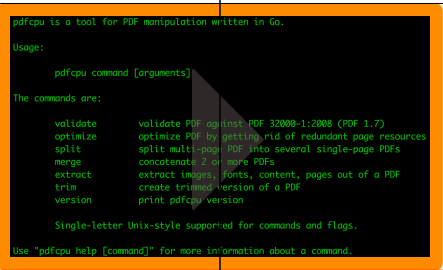 pdfcpu is a tool for PDF manipulation written in Go.
Usage:
pdfcpu command [arguments]
The commands are:
validate validate PDF against PDF 32000-1:2008 (PDF 1.7)
optimize optimize PDF by getting rid of redundant page resources
split split multi-page PDF into several single-page PDFs
merge concatenate 2 or more PDFs
extract extract images, fonts, content, pages out of a PDF
trim create trimmed version of a PDF
version print pdfcpu version
Single-letter Unix-style supported for commands and flags.
Use "pdfcpu help [command]" for more information about a command.